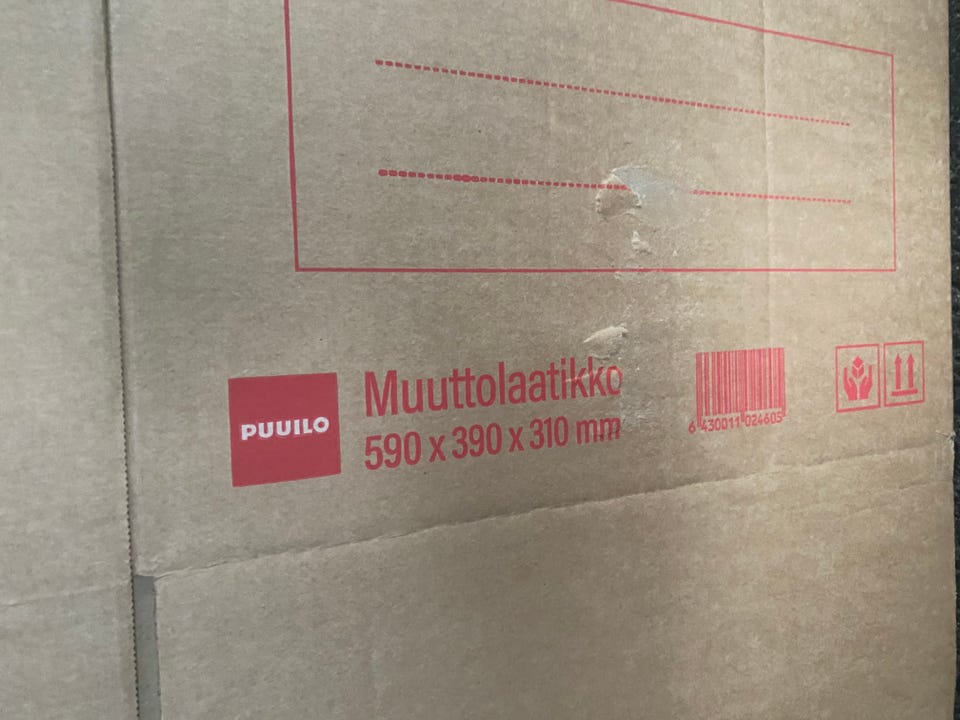 PUUILO
Muuttolaatikko
590 x 390 x 310 mm
6 430011 024605